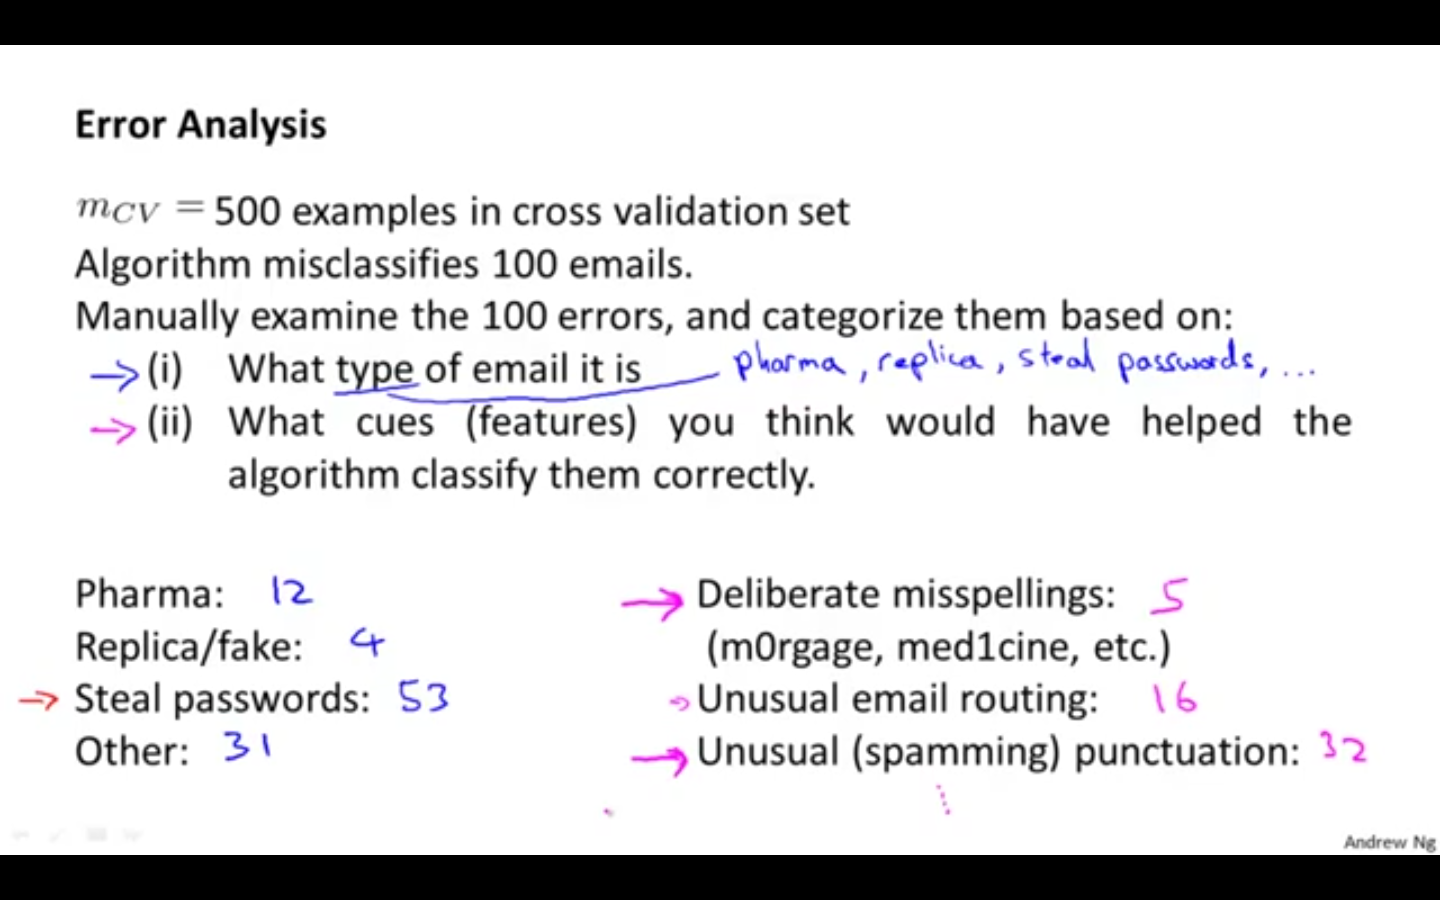 Error Analysis
mCV = 500 examples in cross validation set
Algorithm misclassifies 100 emails.
Manually examine the 100 errors, and categorize them based on:
(i) What type of email it is pharma, replica, steal passwords, ...
(ii) What cues (features) you think would have helped the
algorithm classify them correctly.
Pharma: 12
Replica/fake: 4
Steal passwords: 53
Other: 31
Deliberate misspellings: 5
(m0rgage, med1cine, etc.)
Unusual email routing: 16
Unusual (spamming) punctuation: 32
Andrew Ng